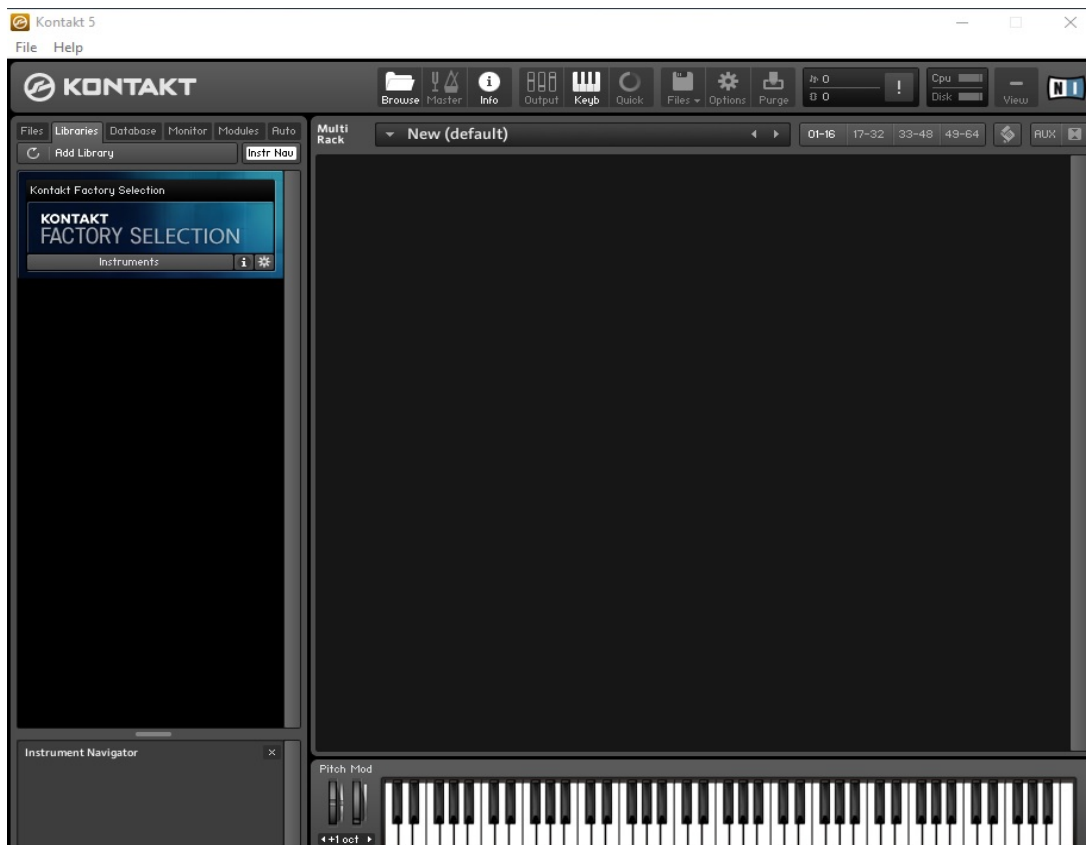 Kontakt 5
File Help
KONTAKT
Browse Master Info Output Keyb Quick Files Options Purge
0
0
!
Cpu
Disk
View
NI
Files Libraries Database Monitor Modules Auto
Add Library Instr Nav
Multi
Rack
New (default)
01-16 17-32 33-48 49-64
AUX
Kontakt Factory Selection
KONTAKT
FACTORY SELECTION
Instruments i
Instrument Navigator ×
Pitch Mod
+1 oct